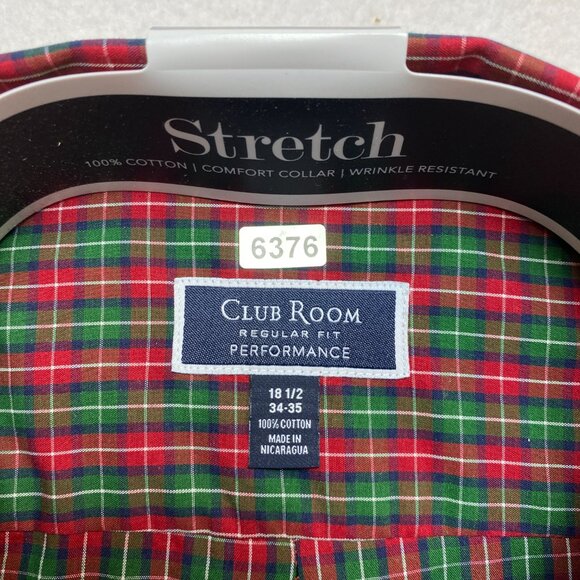 Stretch
100% COTTON | COMFORT COLLAR | WRINKLE RESISTANT
6376
CLUB ROOM
REGULAR FIT
PERFORMANCE
18 1/2
34-35
100% COTTON
MADE IN
NICARAGUA